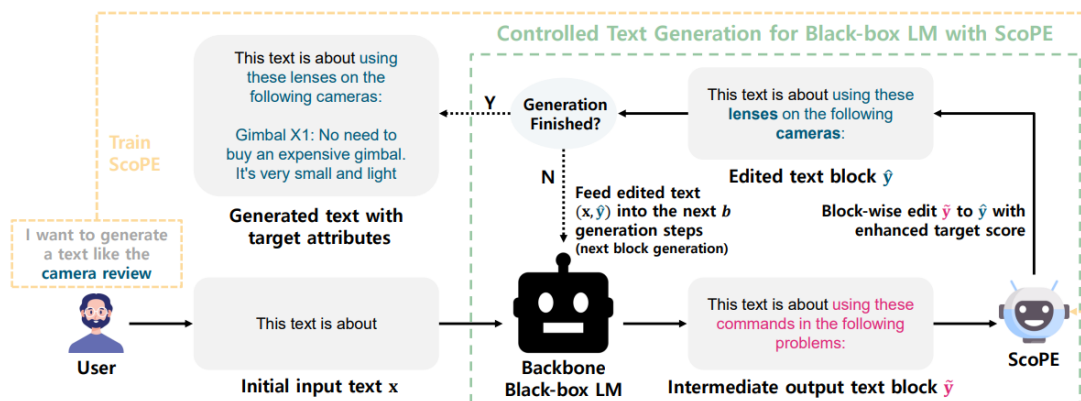 Controlled Text Generation for Black-box LM with ScoPE
This text is about using
these lenses on the
following cameras:
Gimbal X1: No need to
buy an expensive gimbal.
It's very small and light
Generated text with
target attributes
Y
Generation
Finished?
N
Feed edited text
(x, ŷ) into the next b
generation steps
(next block generation)
This text is about using these
lenses on the following
cameras:
Edited text block ŷ
Block-wise edit ỹ to ŷ with
enhanced target score
Train
ScoPE
I want to generate
a text like the
camera review
User
This text is about
Initial input text x
Backbone
Black-box LM
This text is about using these
commands in the following
problems:
Intermediate output text block ỹ
ScoPE